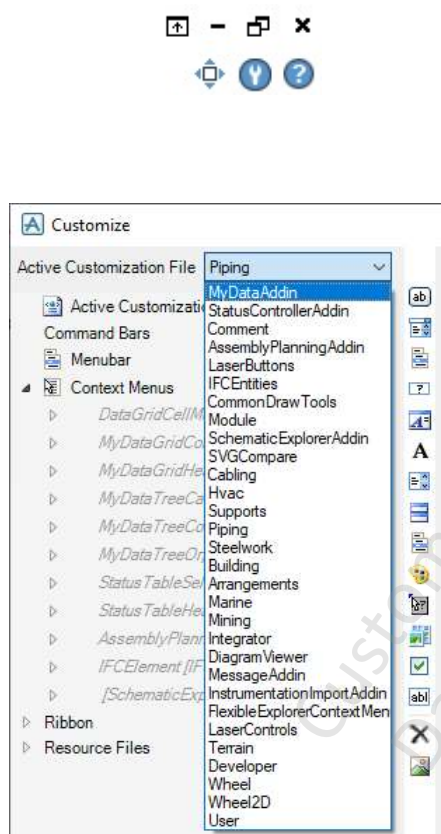 Customize
Active Customization File Piping
MyDataAddin
StatusControllerAddin
Comment
AssemblyPlanningAddin
LaserButtons
IFCEntities
CommonDrawTools
Module
SchematicExplorerAddin
SVGCompare
Cabling
Hvac
Supports
Piping
Steelwork
Building
Arrangements
Marine
Mining
Integrator
DiagramViewer
MessageAddin
InstrumentationImportAddin
FlexibleExplorerContextMen
LaserControls
Terrain
Developer
Wheel
Wheel2D
User
Active Customizati
Command Bars
Menubar
Context Menus
DataGridCellM
MyDataGridCo
MyDataGridHe
MyDataTreeCa
MyDataTreeCo
MyDataTreeOr
StatusTableSel
StatusTableHe
AssemblyPlann
IFCElement [IF
[SchematicExp
Ribbon
Resource Files
ab
?
A
A
abl
Custom